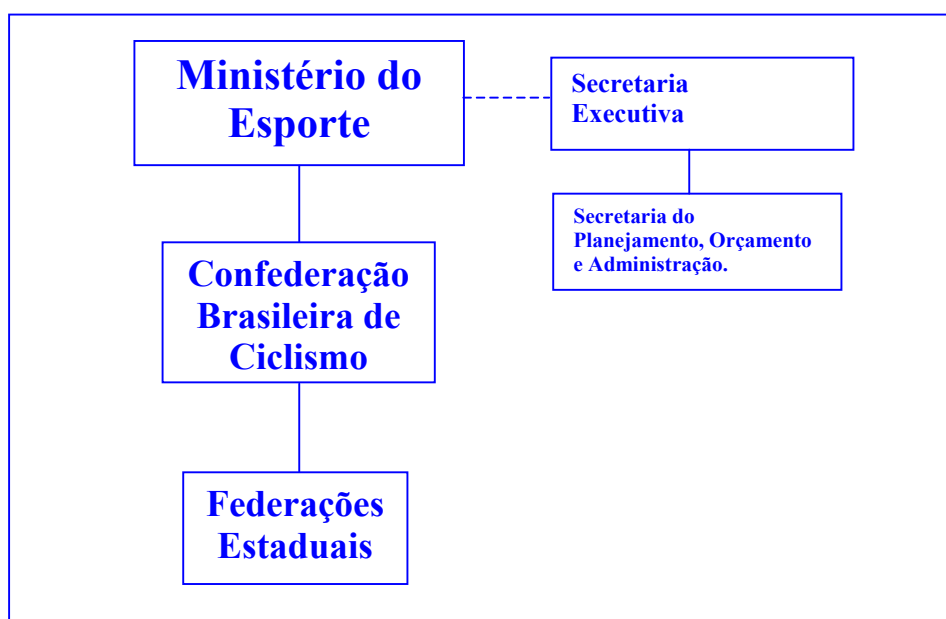 Ministério do
Esporte
Secretaria
Executiva
Secretaria do
Planejamento, Orçamento
e Administração.
Confederação
Brasileira de
Ciclismo
Federações
Estaduais